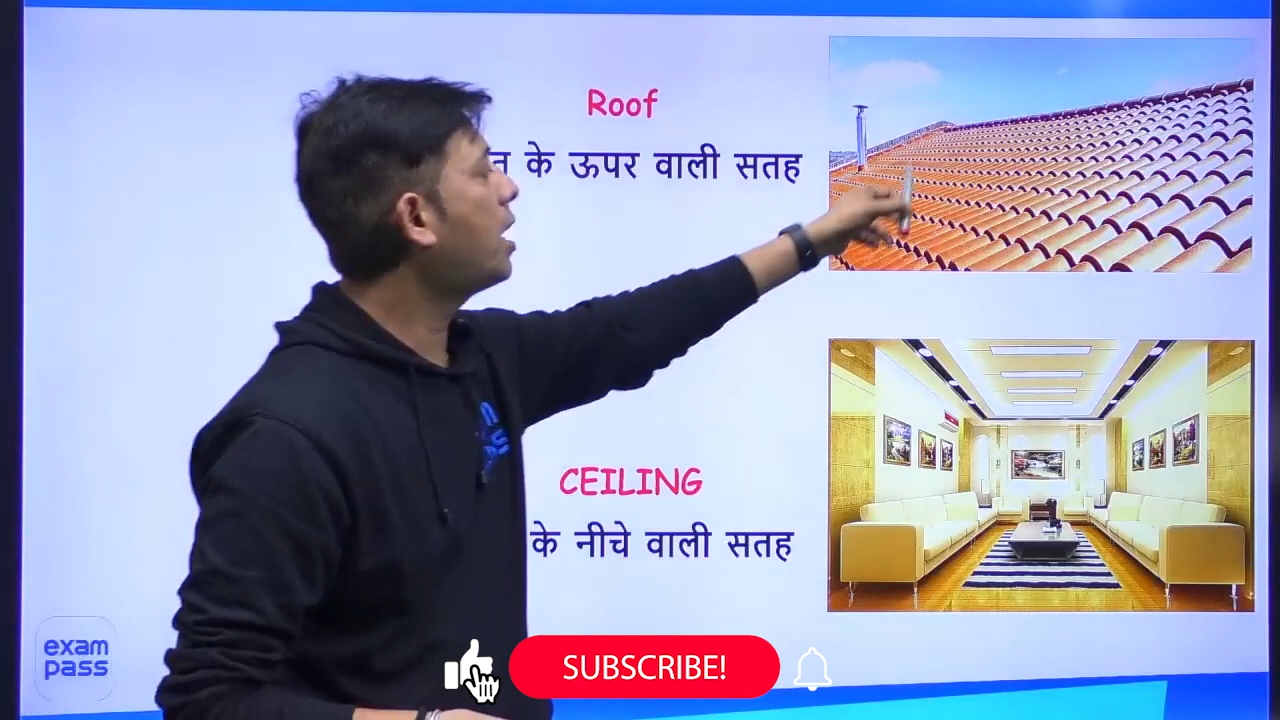 Roof
के ऊपर वाली सतह
CEILING
के नीचे वाली सतह
exam
pass
SUBSCRIBE!